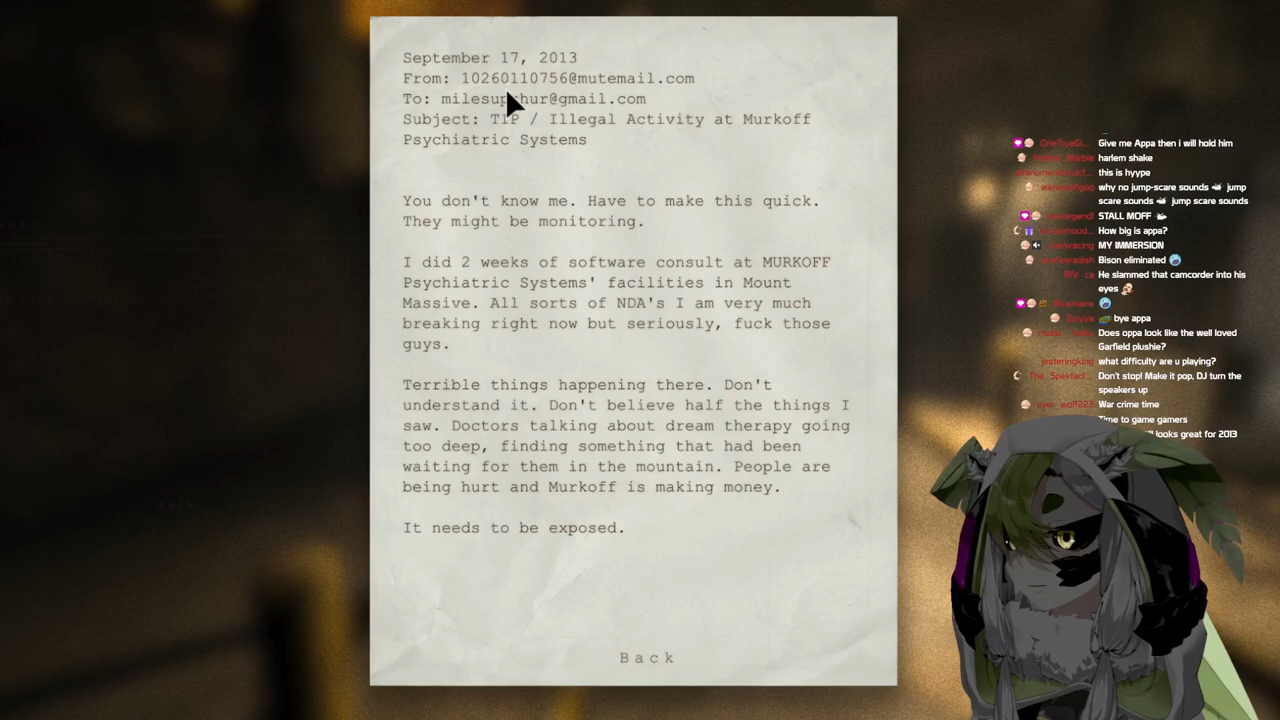 September 17, 2013
From: 10260110756@mutemail.com
To: milesupshur@gmail.com
Subject: TIP / Illegal Activity at Murkoff
Psychiatric Systems
You don't know me. Have to make this quick.
They might be monitoring.
I did 2 weeks of software consult at MURKOFF
Psychiatric Systems' facilities in Mount
Massive. All sorts of NDA's I am very much
breaking right now but seriously, fuck those
guys.
Terrible things happening there. Don't
understand it. Don't believe half the things I
saw. Doctors talking about dream therapy going
too deep, finding something that had been
waiting for them in the mountain. People are
being hurt and Murkoff is making money.
It needs to be exposed.
Back
Give me Appa then i will hold him
harlem shake
this is hyype
why no jump-scare sounds jump
scare sounds jump scare sounds
STALL MOFF
How big is appa?
MY IMMERSION
Bison eliminated
He slammed that camcorder into his
eyes
bye appa
Does oppa look like the well loved
Garfield plushie?
jesteringking what difficulty are u playing?
The Don't stop! Make it pop, DJ turn the
speakers up
War crime time
Time to game gamers
looks great for 2013